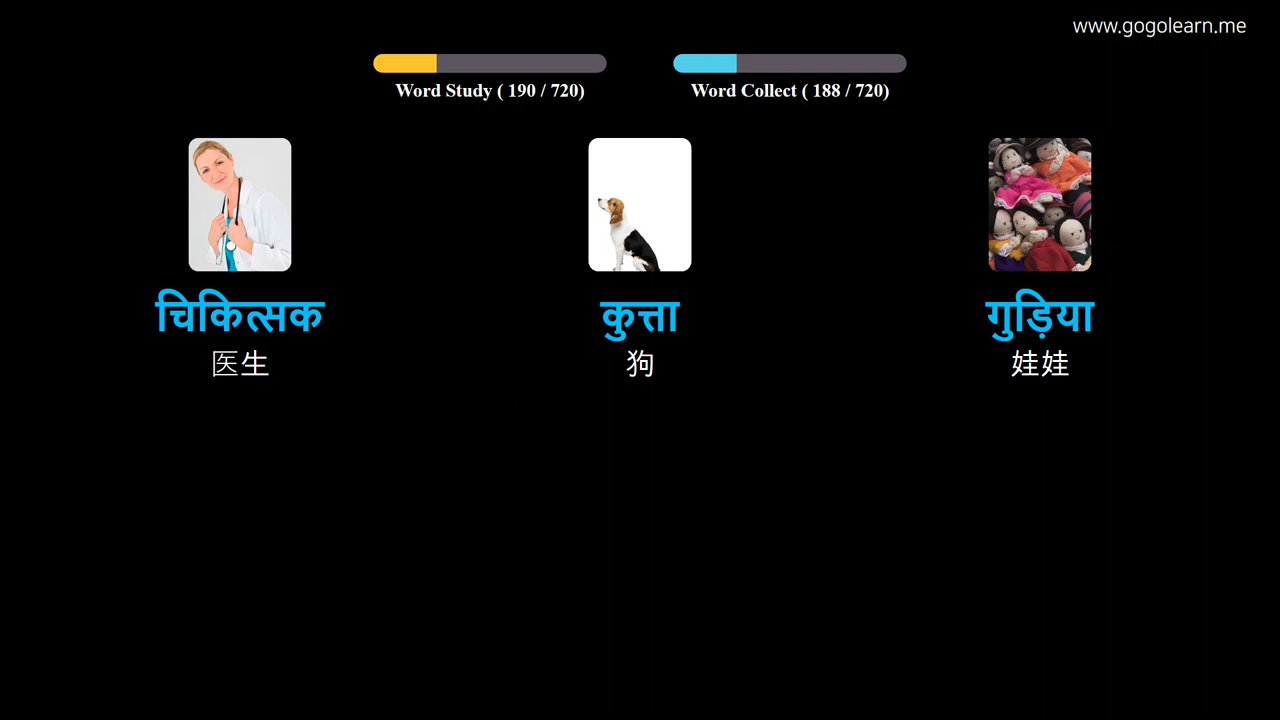 www.gogolearn.me
Word Study ( 190 / 720)
Word Collect ( 188 / 720)
चिकित्सक
कुत्ता
गुड़िया
医生
狗
娃娃